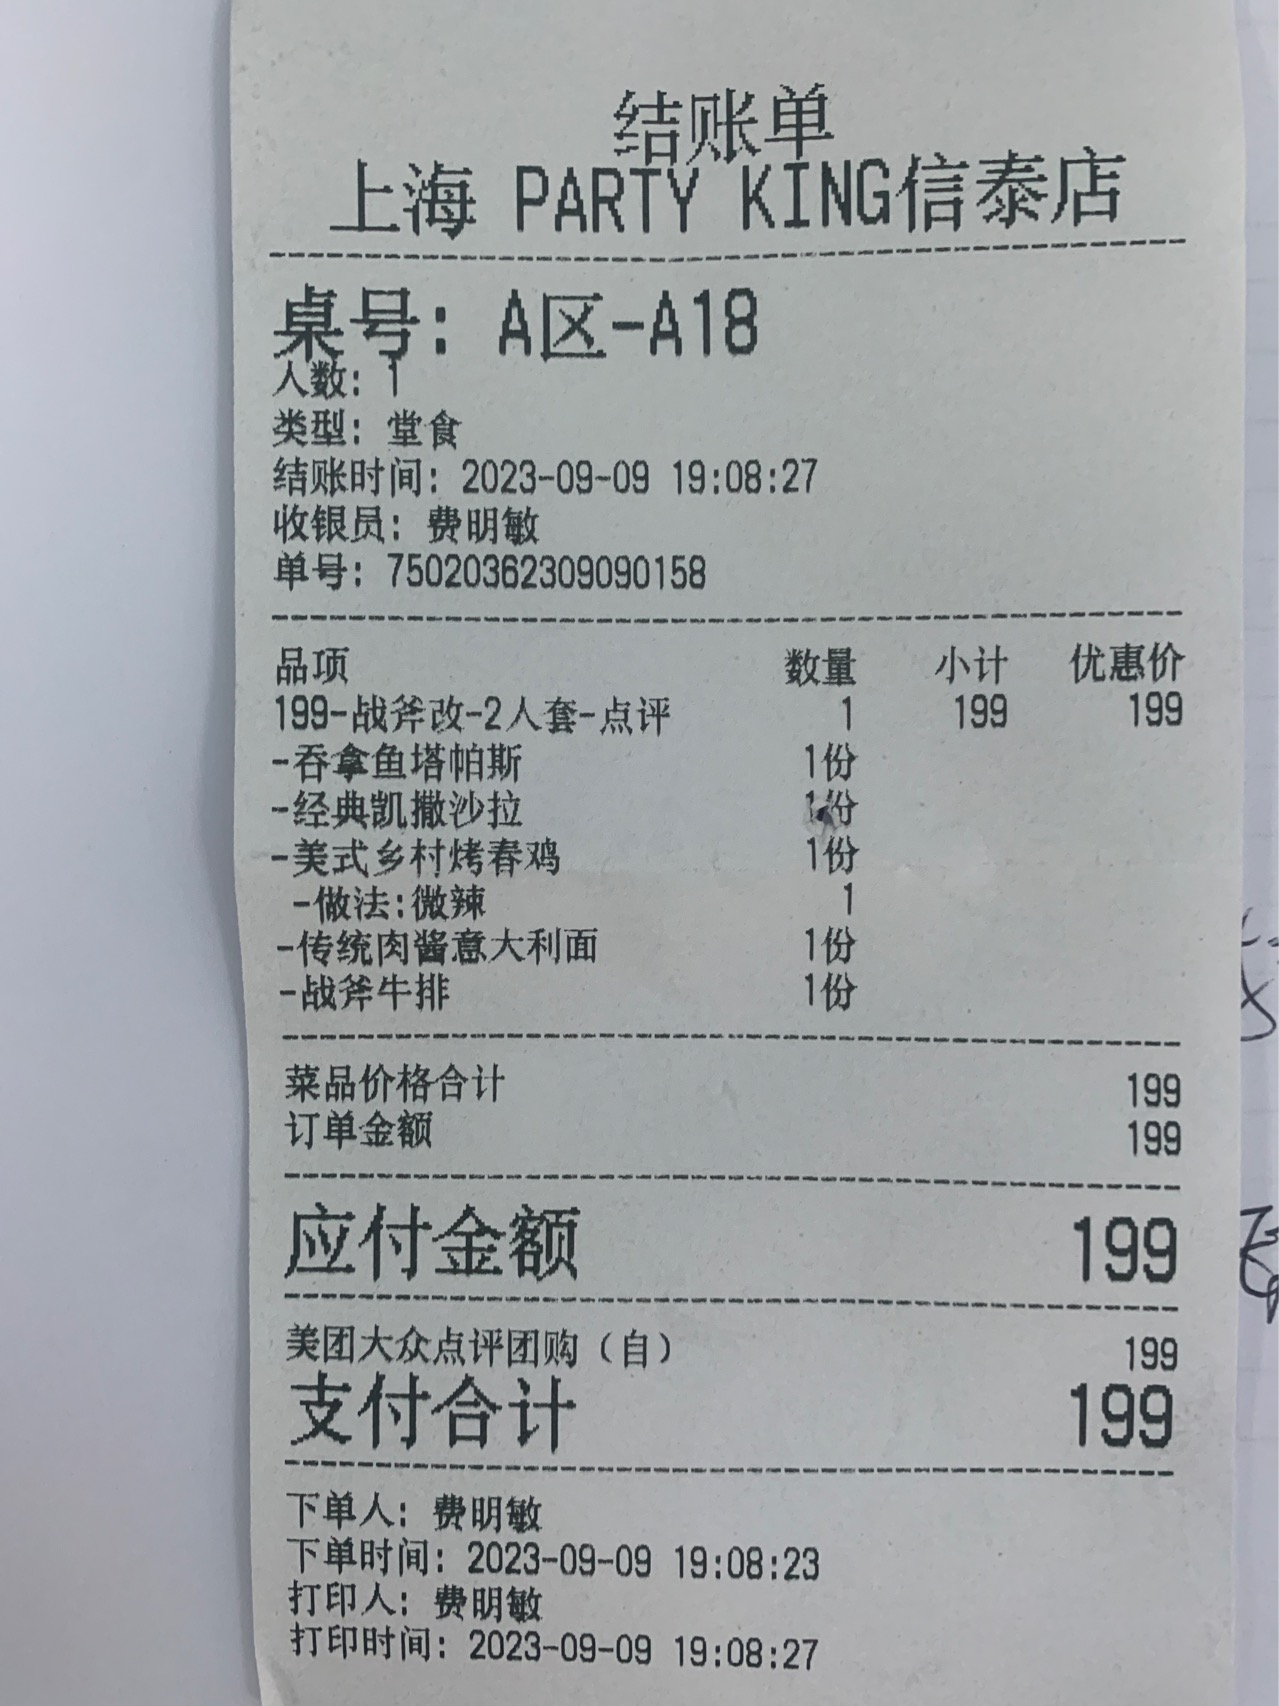 结账单
上海 PARTY KING信泰店
桌号: A区-A18
人数: 1
类型: 堂食
结账时间: 2023-09-09 19:08:27
收银员: 费明敏
单号: 75020362309090158
品项 数量 小计 优惠价
199-战斧改-2人套-点评 1 199 199
-吞拿鱼塔帕斯 1份
-经典凯撒沙拉 1份
-美式乡村烤春鸡 1份
-做法:微辣 1
-传统肉酱意大利面 1份
-战斧牛排 1份
菜品价格合计 199
订单金额 199
应付金额 199
美团大众点评团购（自） 199
支付合计 199
下单人: 费明敏
下单时间: 2023-09-09 19:08:23
打印人: 费明敏
打印时间: 2023-09-09 19:08:27